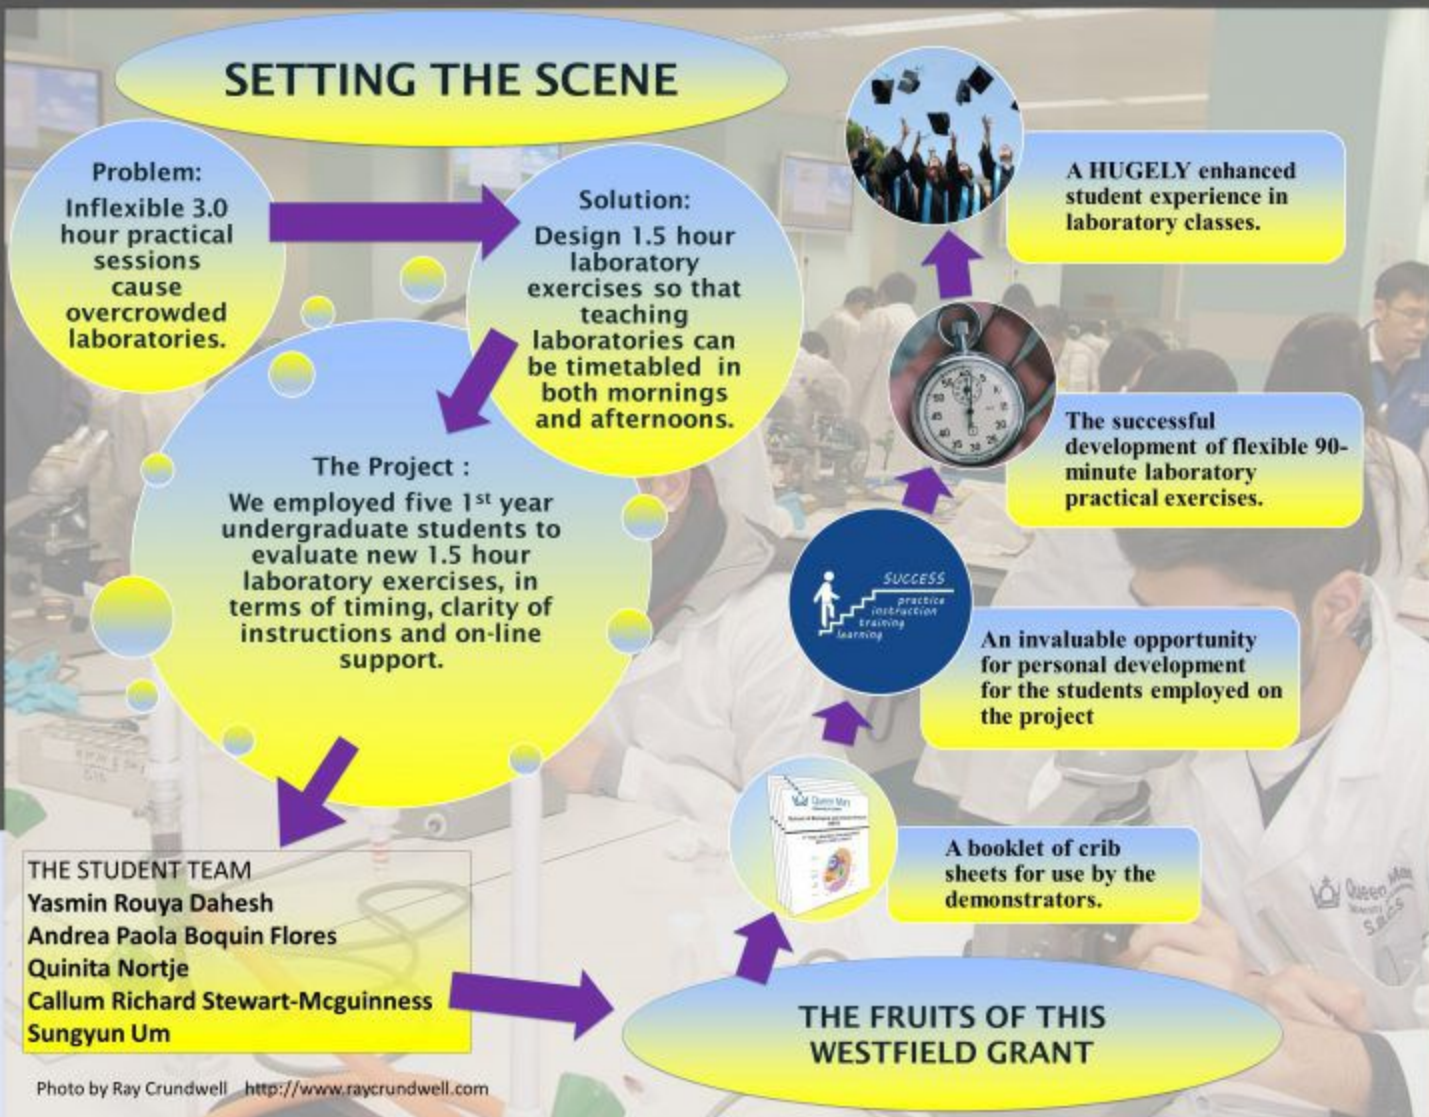 SETTING THE SCENE
Problem:
Inflexible 3.0
hour practical
sessions
cause
overcrowded
laboratories.
Solution:
Design 1.5 hour
laboratory
exercises so that
teaching
laboratories can
be timetabled in
both mornings
and afternoons.
The Project :
We employed five 1st year
undergraduate students to
evaluate new 1.5 hour
laboratory exercises, in
terms of timing, clarity of
instructions and on-line
support.
THE STUDENT TEAM
Yasmin Rouya Dahesh
Andrea Paola Boquin Flores
Quinita Nortje
Callum Richard Stewart-Mcguinness
Sungyun Um
Photo by Ray Crundwell http://www.raycrundwell.com
THE FRUITS OF THIS
WESTFIELD GRANT
Queen Mary
A booklet of crib
sheets for use by the
demonstrators.
SUCCESS
practice
instruction
training
learning
An invaluable opportunity
for personal development
for the students employed on
the project
The successful
development of flexible 90-
minute laboratory
practical exercises.
A HUGELY enhanced
student experience in
laboratory classes.
Queen Mary